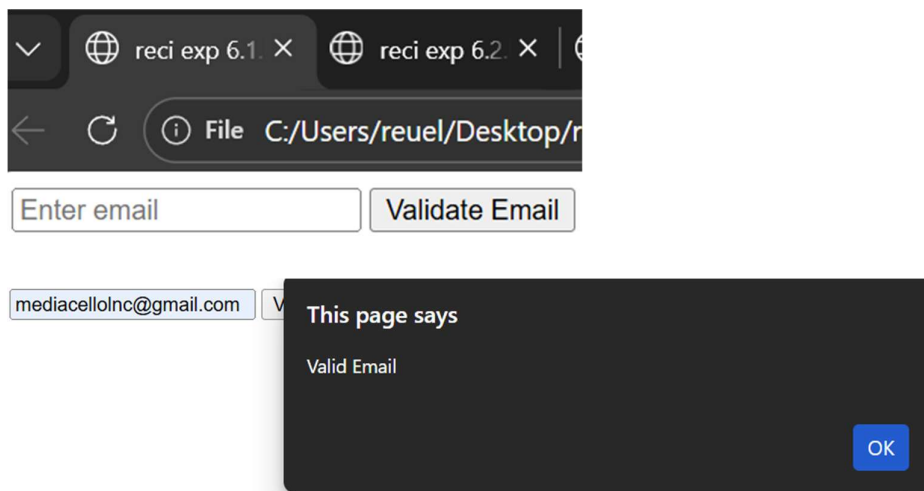 reci exp 6.1. reci exp 6.2.
File C:/Users/reuel/Desktop/r
Enter email Validate Email
mediacelloInc@gmail.com V
This page says
Valid Email
OK